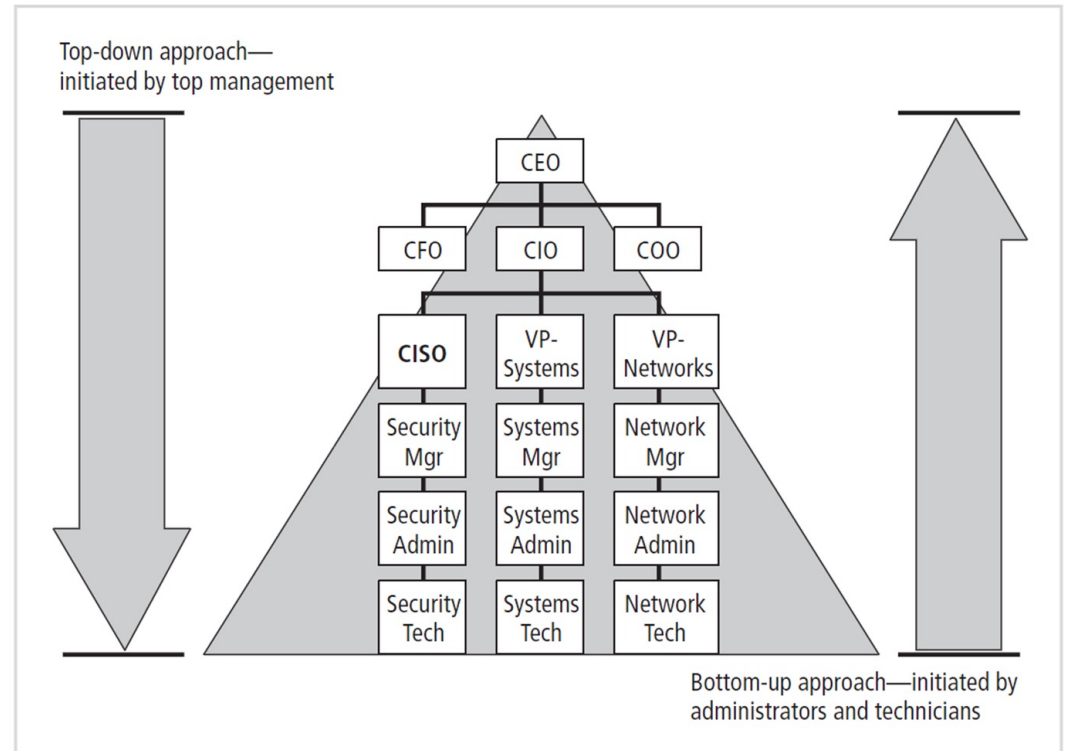 Top-down approach—
initiated by top management
CEO
CFO
CIO
COO
CISO
VP-
Systems
VP-
Networks
Security
Mgr
Systems
Mgr
Network
Mgr
Security
Admin
Systems
Admin
Network
Admin
Security
Tech
Systems
Tech
Network
Tech
Bottom-up approach—initiated by
administrators and technicians